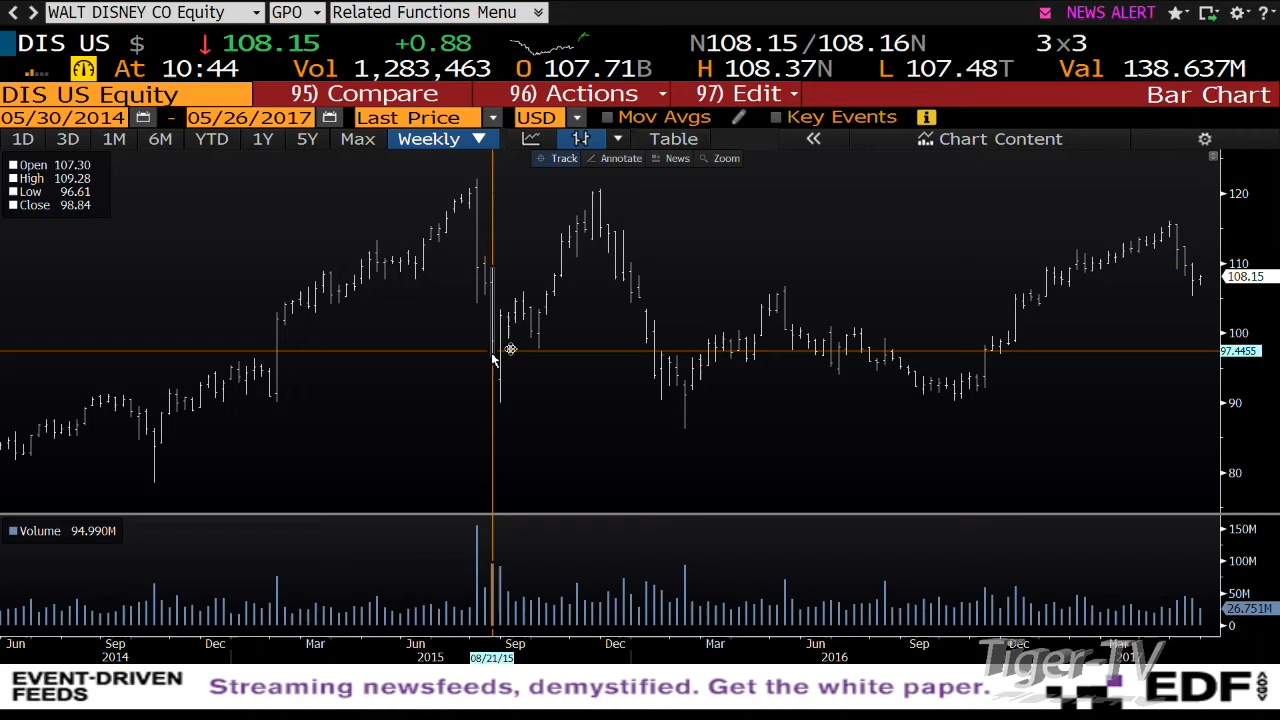 WALT DISNEY CO Equity GPO Related Functions Menu NEWS ALERT ?
DIS US $ ↓ 108.15 +0.88 N108.15/108.16N 3x3
At 10:44 Vol 1,283,463 O 107.71B H 108.37N L 107.48T Val 138.637M
DIS US Equity 95) Compare 96) Actions 97) Edit Bar Chart
05/30/2014 - 05/26/2017 Last Price USD Mov Avgs Key Events i
1D 3D 1M 6M YTD 1Y 5Y Max Weekly ▼ Table « Chart Content
Track Annotate News Zoom
Open 107.30
High 109.28
Low 96.61
Close 98.84
120
110
108.15
100
97.4455
90
80
Volume 94.990M
150M
100M
50M
26.751M
0
Jun Sep Dec Mar Jun Sep Dec Mar Jun Sep Dec Mar
2014 2015 08/21/15 2016 2017
Tiger-TV
EVENT-DRIVEN
FEEDS
Streaming newsfeeds, demystified. Get the white paper.
EDF